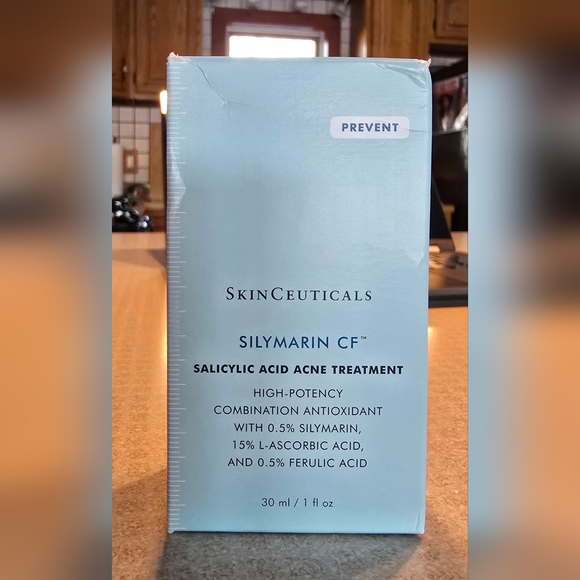 PREVENT
SKINCEUTICALS
SILYMARIN CF™
SALICYLIC ACID ACNE TREATMENT
HIGH-POTENCY
COMBINATION ANTIOXIDANT
WITH 0.5% SILYMARIN,
15% L-ASCORBIC ACID,
AND 0.5% FERULIC ACID
30 ml / 1 fl oz